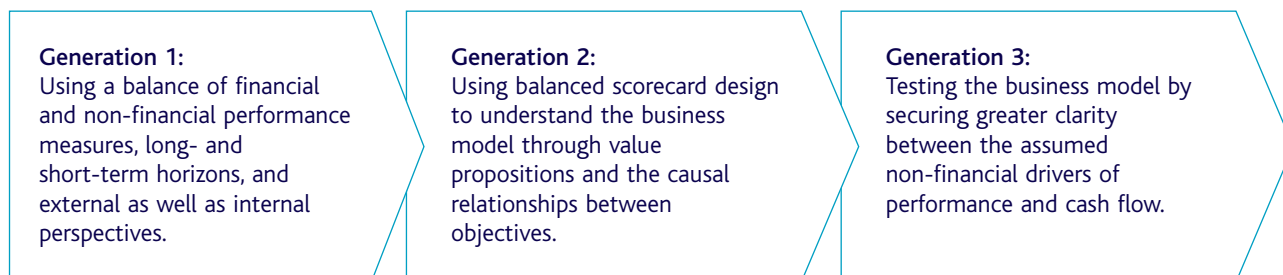 Generation 1:
Using a balance of financial
and non-financial performance
measures, long- and
short-term horizons, and
external as well as internal
perspectives.
Generation 2:
Using balanced scorecard design
to understand the business
model through value
propositions and the causal
relationships between
objectives.
Generation 3:
Testing the business model by
securing greater clarity
between the assumed
non-financial drivers of
performance and cash flow.